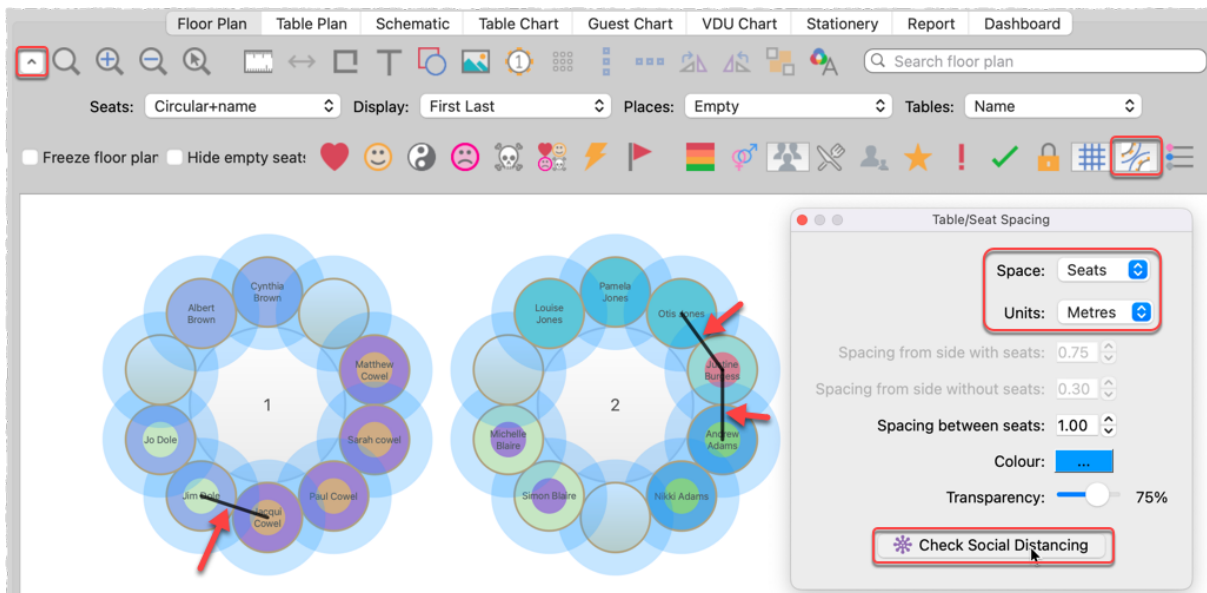 Floor Plan Table Plan Schematic Table Chart Guest Chart VDU Chart Stationery Report Dashboard
1 Search floor plan
Seats: Circular+name Display: First Last Places: Empty Tables: Name
Freeze floor plar Hide empty seat:
Table/Seat Spacing
Space: Seats
Units: Metres
Spacing from side with seats: 0.75
Spacing from side without seats: 0.30
Spacing between seats: 1.00
Colour: ...
Transparency: 75%
Check Social Distancing
Cynthia
Brown
Albert
Brown
Matthew
Cowel
1
Jo Dole
Sarah cowel
Jim Dole
Paul Cowel
Jacqui
Cowel
Pamela
Jones
Louise
Jones
Otis Jones
Justine
Burgess
2
Michelle
Blaire
Andrew
Adams
Simon Blaire
Nikki Adams